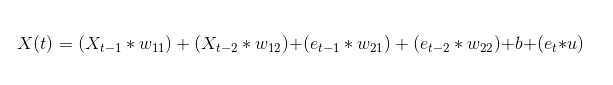 X(t) = (X_{t−1} ∗ w_{11}) + (X_{t−2} ∗ w_{12})+(e_{t−1} ∗ w_{21}) + (e_{t−2} ∗ w_{22})+b+(e_t∗u)